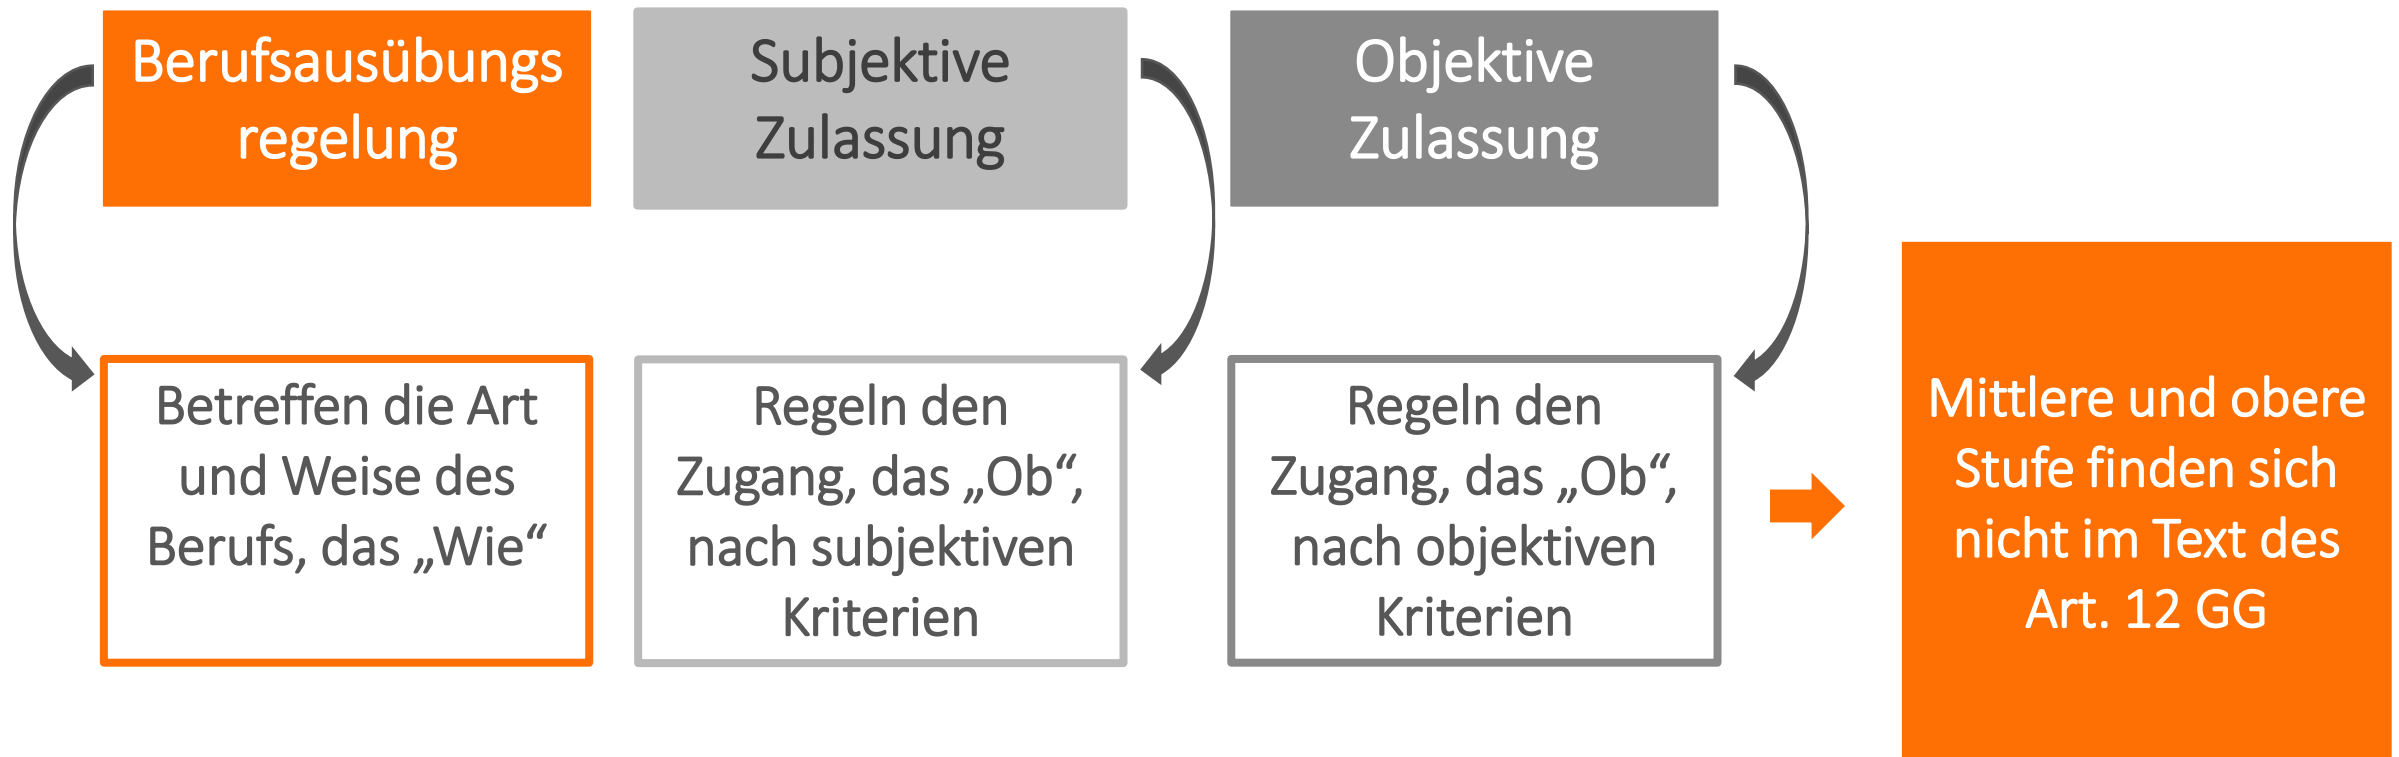 Berufsausübungs
regelung
Subjektive
Zulassung
Objektive
Zulassung
Betreffen die Art
und Weise des
Berufs, das „Wie“
Regeln den
Zugang, das „Ob“,
nach subjektiven
Kriterien
Regeln den
Zugang, das „Ob“,
nach objektiven
Kriterien
Mittlere und obere
Stufe finden sich
nicht im Text des
Art. 12 GG